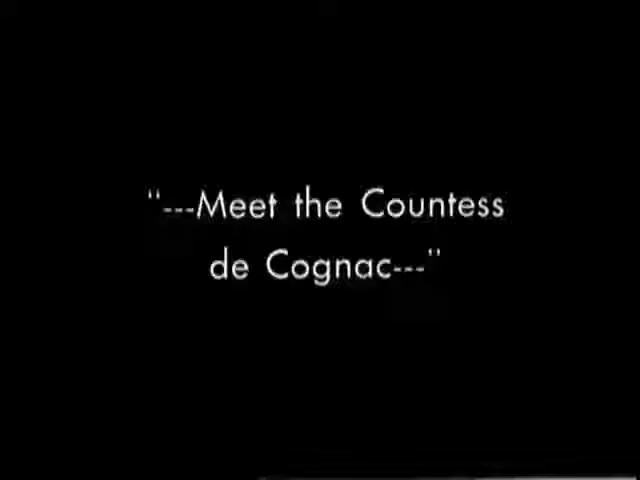 "---Meet the Countess
de Cognac---"